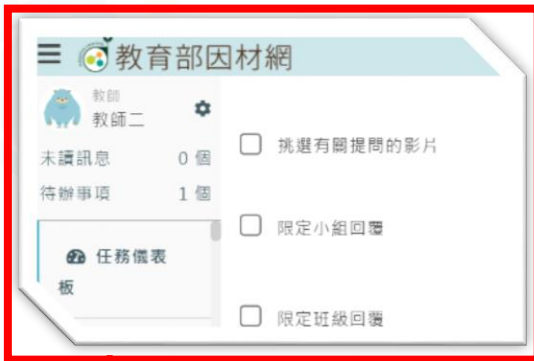 教育部因材網
教師
教師二
未讀訊息 0 個
待辦事項 1 個
任務儀表
板
挑選有關提問的影片
限定小組回覆
限定班級回覆